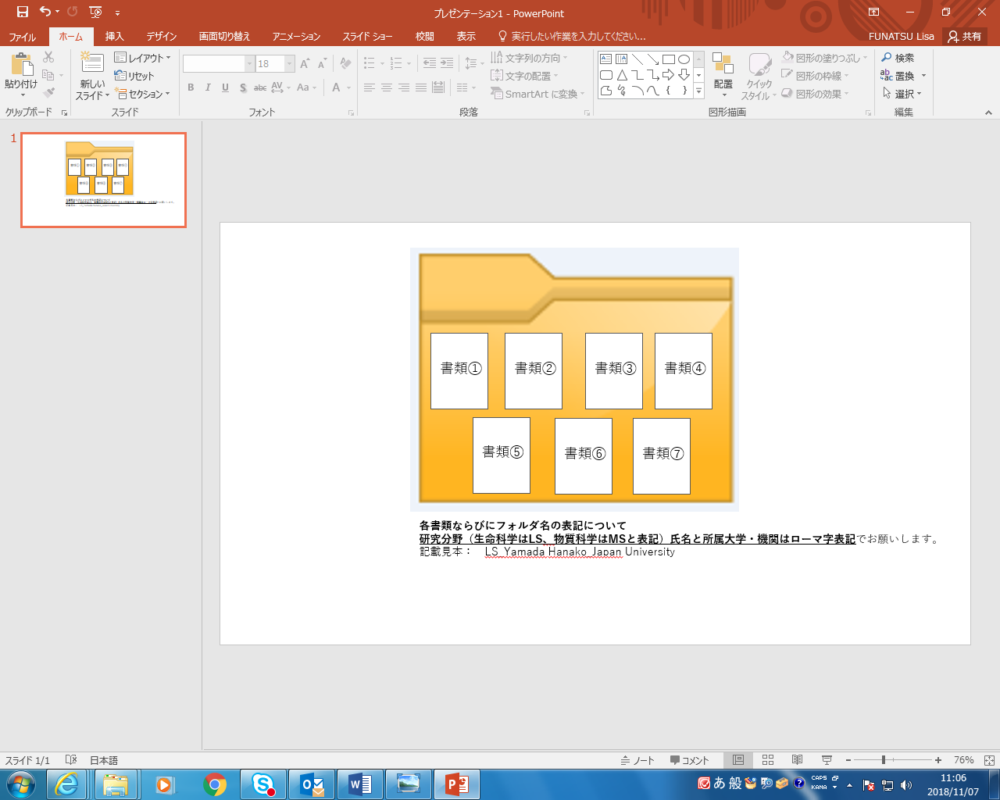 プレゼンテーション1 - PowerPoint
ファイル ホーム 挿入 デザイン 画面切り替え アニメーション スライド ショー 校閲 表示 実行したい作業を入力してください... FUNATSU Lisa 共有
貼り付け
新しい
スライド
レイアウト
リセット
セクション
18
B I U S abc AV Aa A
文字列の方向
文字の配置
SmartArt に変換
配置
クイック
スタイル
図形の塗りつぶし
図形の枠線
図形の効果
検索
置換
選択
クリップボード スライド フォント 段落 図形描画 編集
1
書類① 書類② 書類③ 書類④
書類⑤ 書類⑥ 書類⑦
各書類ならびにフォルダ名の表記について
研究分野（生命科学はLS、物質科学はMSと表記）氏名と所属大学・機関はローマ字表記でお願いします。
記載見本： LS_Yamada Hanako_Japan University
スライド 1/1 日本語 ノート コメント 76%
あ 般 CAPS KANA
11:06
2018/11/07